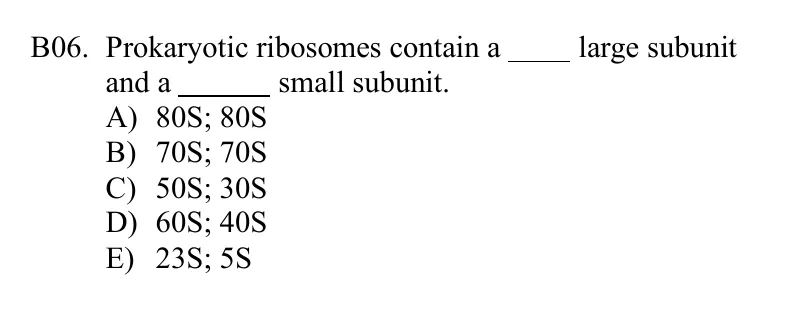 B06. Prokaryotic ribosomes contain a ____ large subunit
and a ______ small subunit.
A) 80S; 80S
B) 70S; 70S
C) 50S; 30S
D) 60S; 40S
E) 23S; 5S